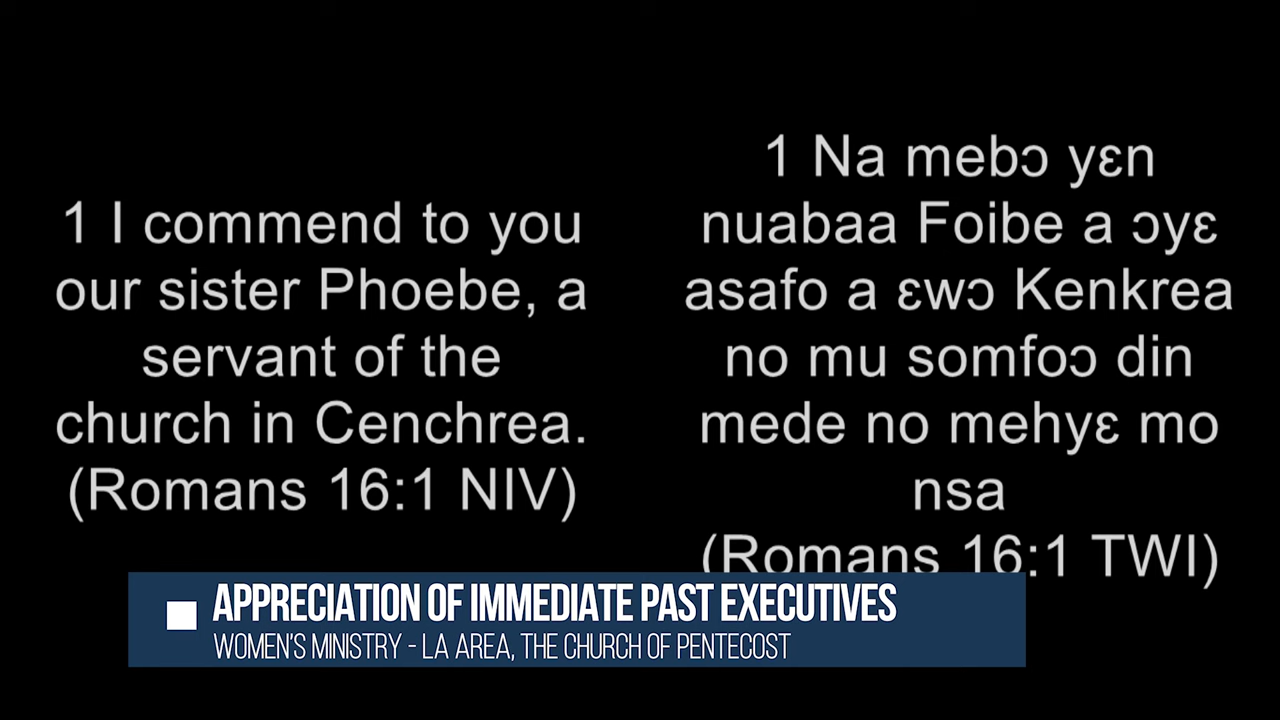 1 I commend to you
our sister Phoebe, a
servant of the
church in Cenchrea.
(Romans 16:1 NIV)
1 Na mebɔ yɛn
nuabaa Foibe a ɔyɛ
asafo a ɛwɔ Kenkrea
no mu somfoɔ din
mede no mehyɛ mo
nsa
(Romans 16:1 TWI)
APPRECIATION OF IMMEDIATE PAST EXECUTIVES
WOMEN'S MINISTRY - LA AREA, THE CHURCH OF PENTECOST